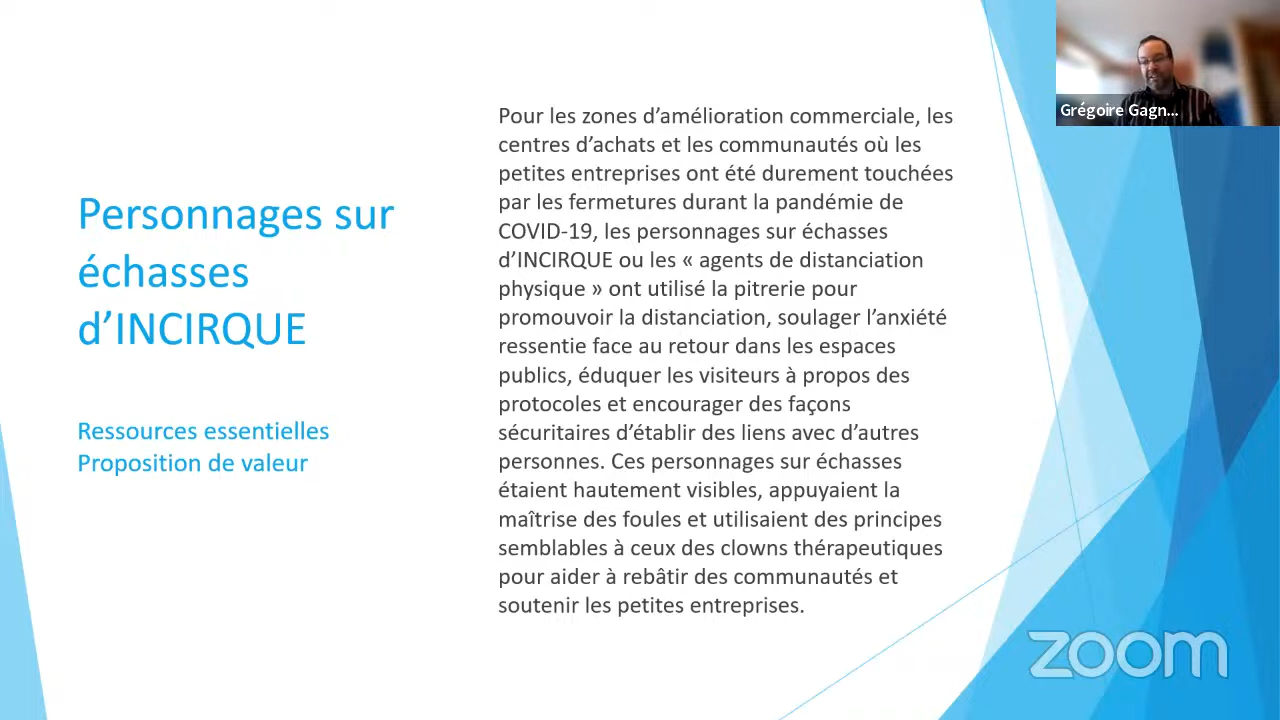 Personnages sur
échasses
d’INCIRQUE
Ressources essentielles
Proposition de valeur
Pour les zones d’amélioration commerciale, les
centres d’achats et les communautés où les
petites entreprises ont été durement touchées
par les fermetures durant la pandémie de
COVID-19, les personnages sur échasses
d’INCIRQUE ou les « agents de distanciation
physique » ont utilisé la pitrerie pour
promouvoir la distanciation, soulager l’anxiété
ressentie face au retour dans les espaces
publics, éduquer les visiteurs à propos des
protocoles et encourager des façons
sécuritaires d’établir des liens avec d’autres
personnes. Ces personnages sur échasses
étaient hautement visibles, appuyaient la
maîtrise des foules et utilisaient des principes
semblables à ceux des clowns thérapeutiques
pour aider à rebâtir des communautés et
soutenir les petites entreprises.
Grégoire Gagn...
zoom